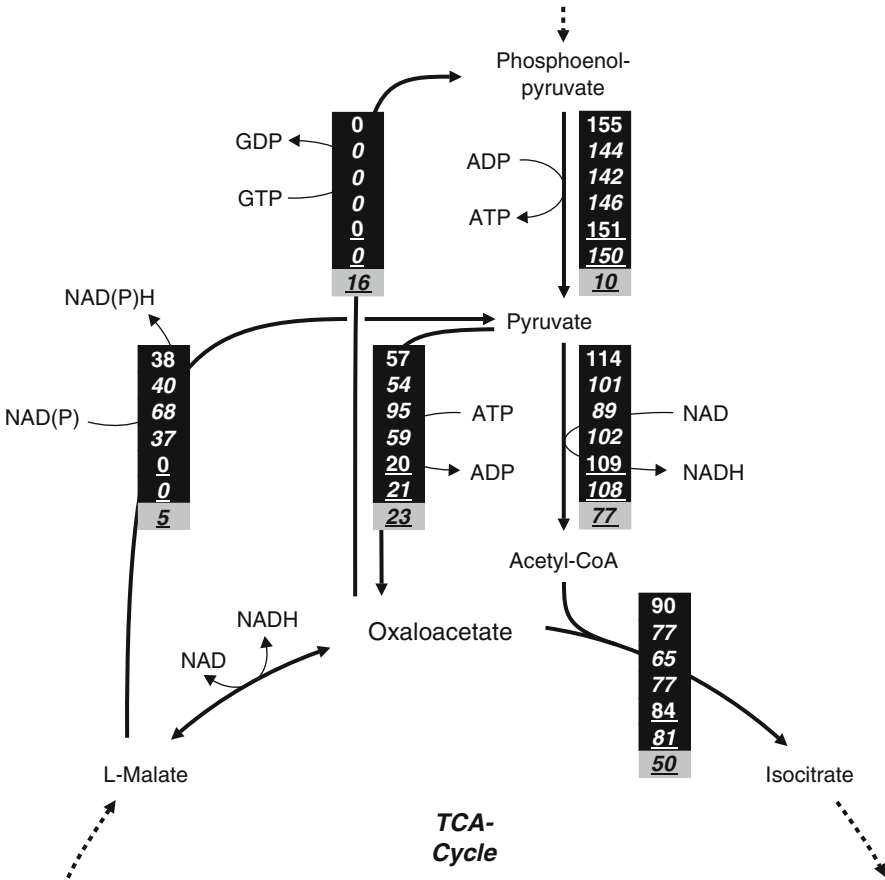 Phosphoenol-
pyruvate
0
0
0
0
0
0
16
GDP
GTP
ADP
ATP
155
144
142
146
151
150
10
NAD(P)H
NAD(P)
38
40
68
37
0
0
5
Pyruvate
57
54
95
59
20
21
23
ATP
ADP
114
101
89
102
109
108
77
NAD
NADH
Acetyl-CoA
Oxaloacetate
NADH
NAD
90
77
65
77
84
81
50
L-Malate
Isocitrate
TCA-
Cycle